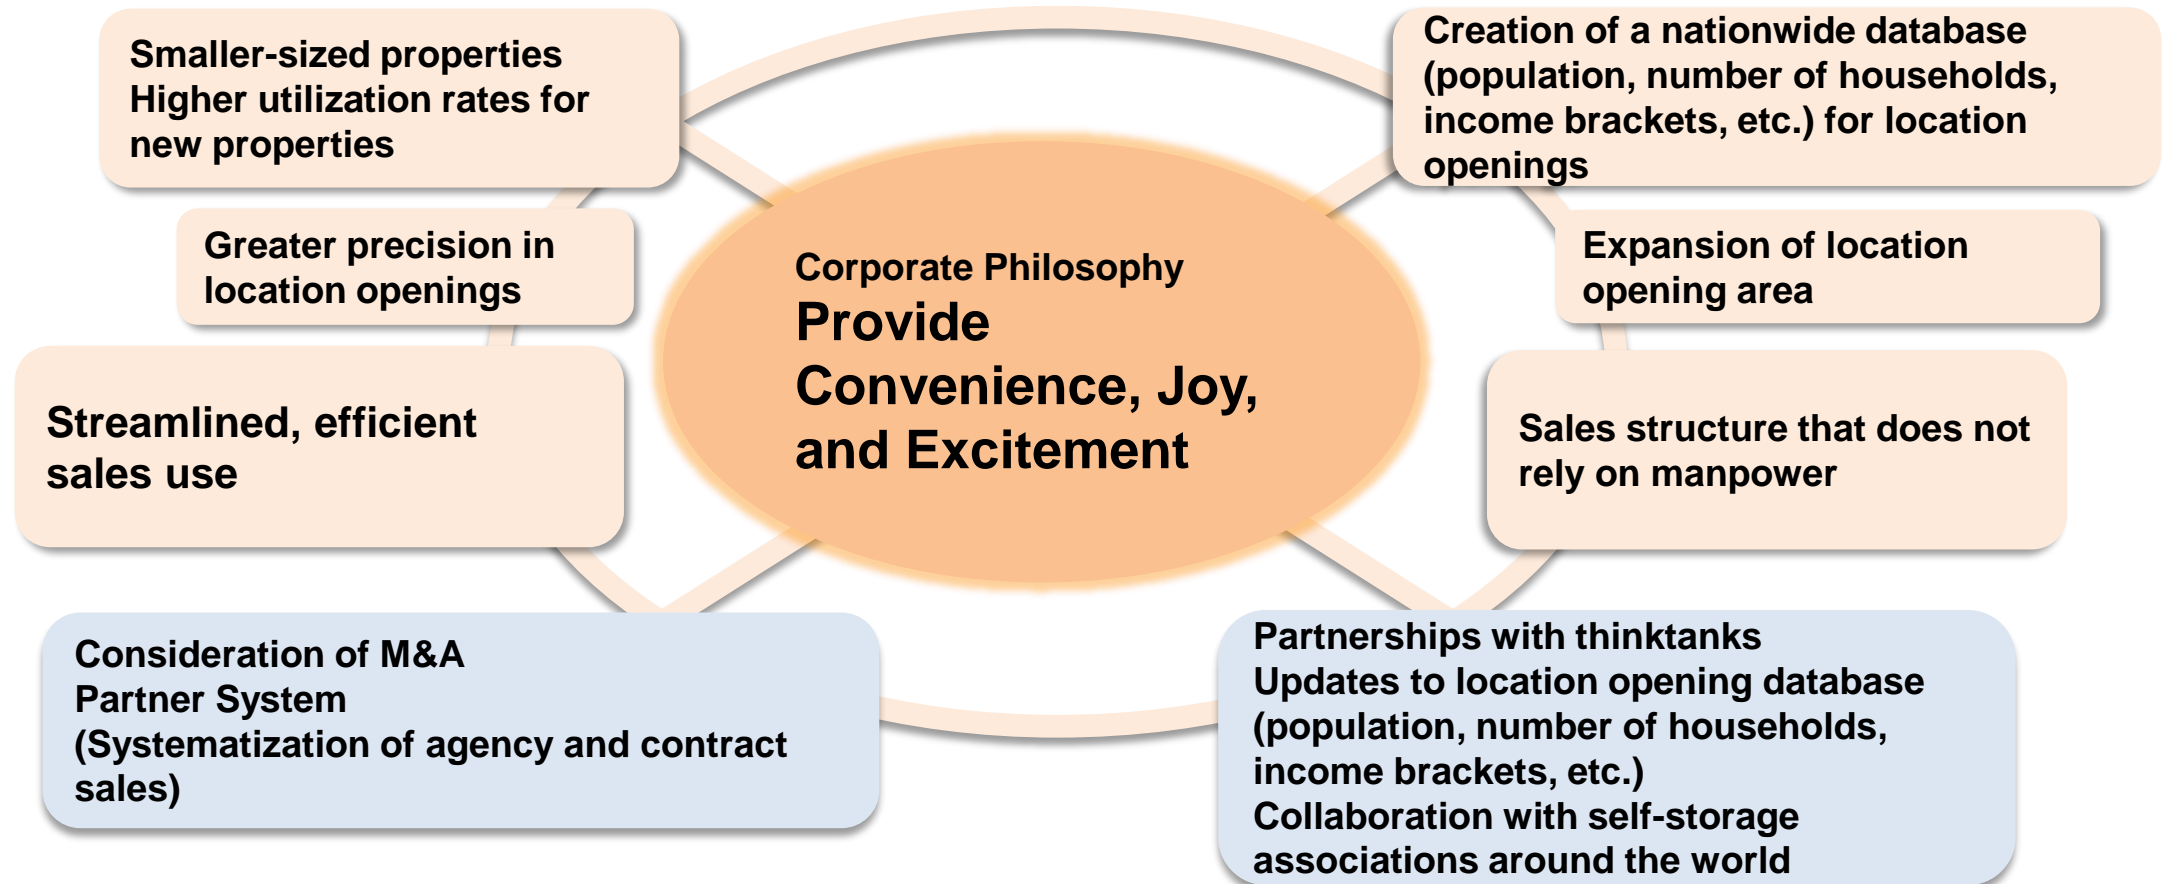 Smaller-sized properties
Higher utilization rates for
new properties
Creation of a nationwide database
(population, number of households,
income brackets, etc.) for location
openings
Greater precision in
location openings
Expansion of location
opening area
Corporate Philosophy
Provide
Convenience, Joy,
and Excitement
Streamlined, efficient
sales use
Sales structure that does not
rely on manpower
Consideration of M&A
Partner System
(Systematization of agency and contract
sales)
Partnerships with thinktanks
Updates to location opening database
(population, number of households,
income brackets, etc.)
Collaboration with self-storage
associations around the world